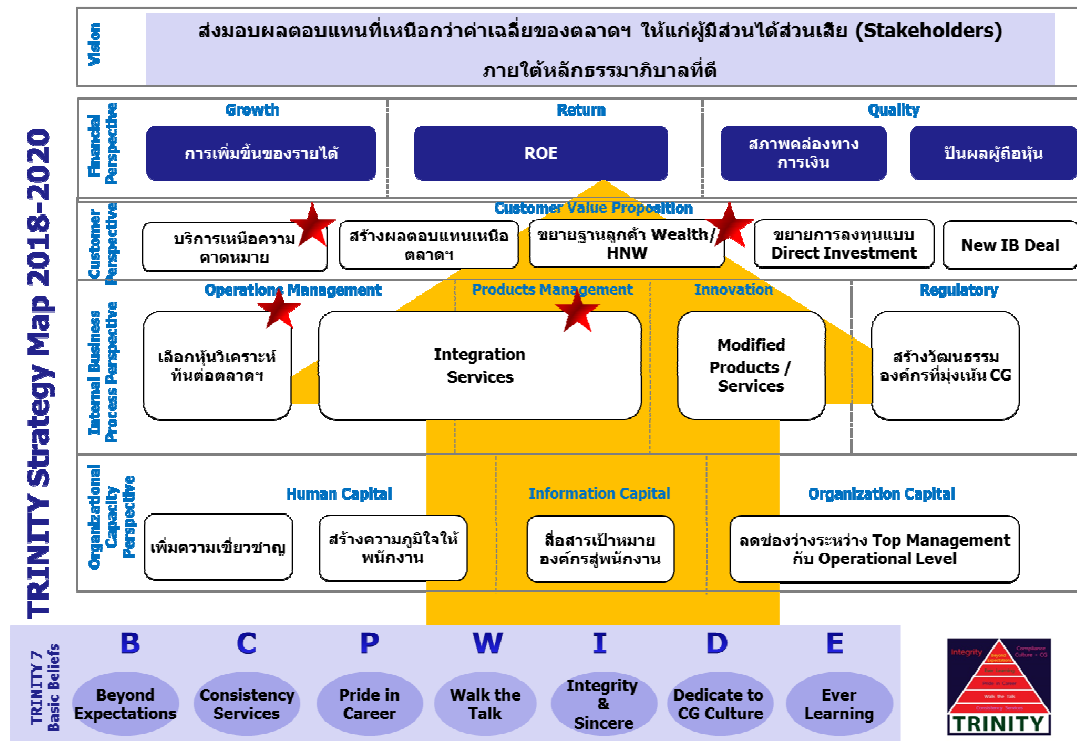 TRINITY Strategy Map 2018-2020
Vision
ส่งมอบผลตอบแทนที่เหนือกว่าค่าเฉลี่ยของตลาดฯ ให้แก่ผู้มีส่วนได้ส่วนเสีย (Stakeholders)
ภายใต้หลักธรรมาภิบาลที่ดี
Financial
Perspective
Growth
Return
Quality
การเพิ่มขึ้นของรายได้
ROE
สภาพคล่องทาง
การเงิน
ปันผลผู้ถือหุ้น
Customer
Perspective
Customer Value Proposition
บริการเหนือความ
คาดหมาย
สร้างผลตอบแทนเหนือ
ตลาดฯ
ขยายฐานลูกค้า Wealth/
HNW
ขยายการลงทุนแบบ
Direct Investment
New IB Deal
Internal Business
Process Perspective
Operations Management
Products Management
Innovation
Regulatory
เลือกหุ้นวิเคราะห์
ทันต่อตลาดฯ
Integration
Services
Modified
Products /
Services
สร้างวัฒนธรรม
องค์กรที่มุ่งเน้น CG
Organizational
Capacity
Perspective
Human Capital
Information Capital
Organization Capital
เพิ่มความเชี่ยวชาญ
สร้างความภูมิใจให้
พนักงาน
สื่อสารเป้าหมาย
องค์กรสู่พนักงาน
ลดช่องว่างระหว่าง Top Management
กับ Operational Level
TRINITY 7
Basic Beliefs
B
C
P
W
I
D
E
Beyond
Expectations
Consistency
Services
Pride in
Career
Walk the
Talk
Integrity
&
Sincere
Dedicate to
CG Culture
Ever
Learning
Integrity
Compliance
Culture - CG
Beyond
Expectations
Pride in Career
Walk the Talk
Consistency Services
TRINITY